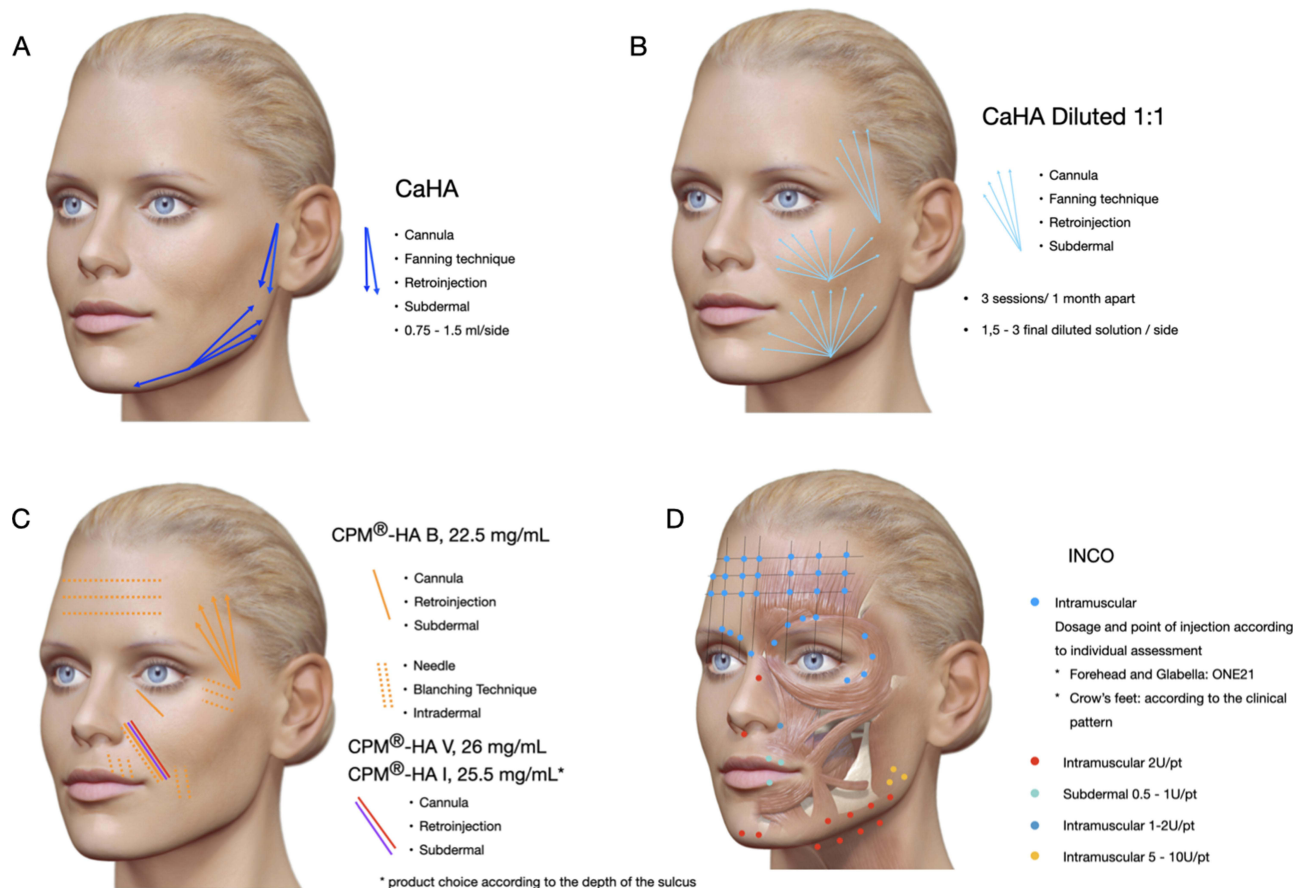 A
CaHA
• Cannula
• Fanning technique
• Retroinjection
• Subdermal
• 0.75 - 1.5 ml/side
B
CaHA Diluted 1:1
• Cannula
• Fanning technique
• Retroinjection
• Subdermal
• 3 sessions/ 1 month apart
• 1,5 - 3 final diluted solution / side
C
CPM®-HA B, 22.5 mg/mL
• Cannula
• Retroinjection
• Subdermal
• Needle
• Blanching Technique
• Intradermal
CPM®-HA V, 26 mg/mL
CPM®-HA I, 25.5 mg/mL*
• Cannula
• Retroinjection
• Subdermal
* product choice according to the depth of the sulcus
D
INCO
Intramuscular
Dosage and point of injection according
to individual assessment
* Forehead and Glabella: ONE21
* Crow's feet: according to the clinical
pattern
Intramuscular 2U/pt
Subdermal 0.5 - 1U/pt
Intramuscular 1-2U/pt
Intramuscular 5 - 10U/pt